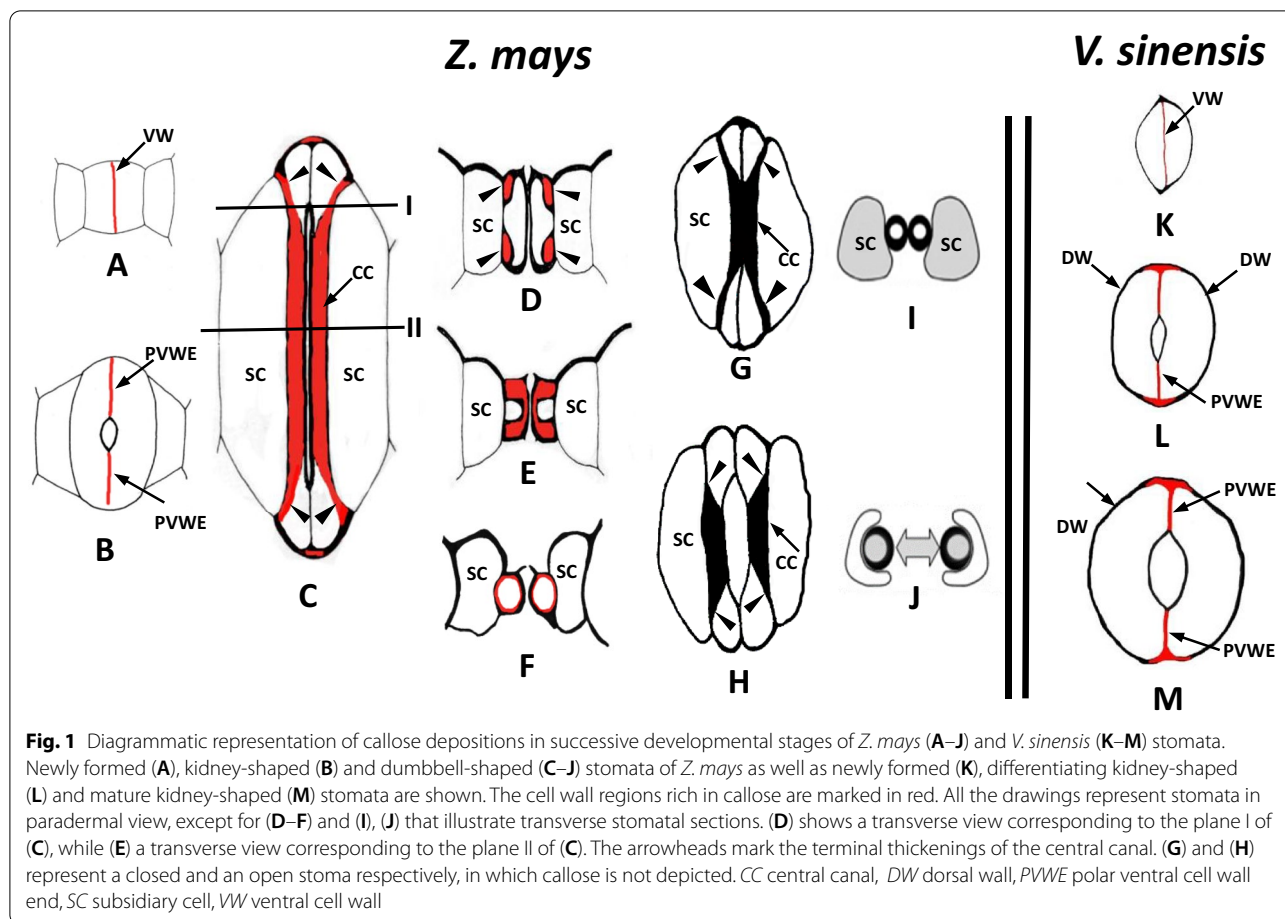 Z. mays
V. sinensis
VW
A
PVWE
PVWE
B
I
CC
II
SC
SC
C
SC
SC
D
SC
SC
E
SC
SC
F
SC
CC
G
SC
CC
H
SC
SC
I
J
VW
K
DW
DW
PVWE
L
PVWE
DW
PVWE
M
Fig. 1 Diagrammatic representation of callose depositions in successive developmental stages of Z. mays (A–J) and V. sinensis (K–M) stomata.
Newly formed (A), kidney-shaped (B) and dumbbell-shaped (C–J) stomata of Z. mays as well as newly formed (K), differentiating kidney-shaped
(L) and mature kidney-shaped (M) stomata are shown. The cell wall regions rich in callose are marked in red. All the drawings represent stomata in
paradermal view, except for (D–F) and (I), (J) that illustrate transverse stomatal sections. (D) shows a transverse view corresponding to the plane I of
(C), while (E) a transverse view corresponding to the plane II of (C). The arrowheads mark the terminal thickenings of the central canal. (G) and (H)
represent a closed and an open stoma respectively, in which callose is not depicted. CC central canal, DW dorsal wall, PVWE polar ventral cell wall
end, SC subsidiary cell, VW ventral cell wall